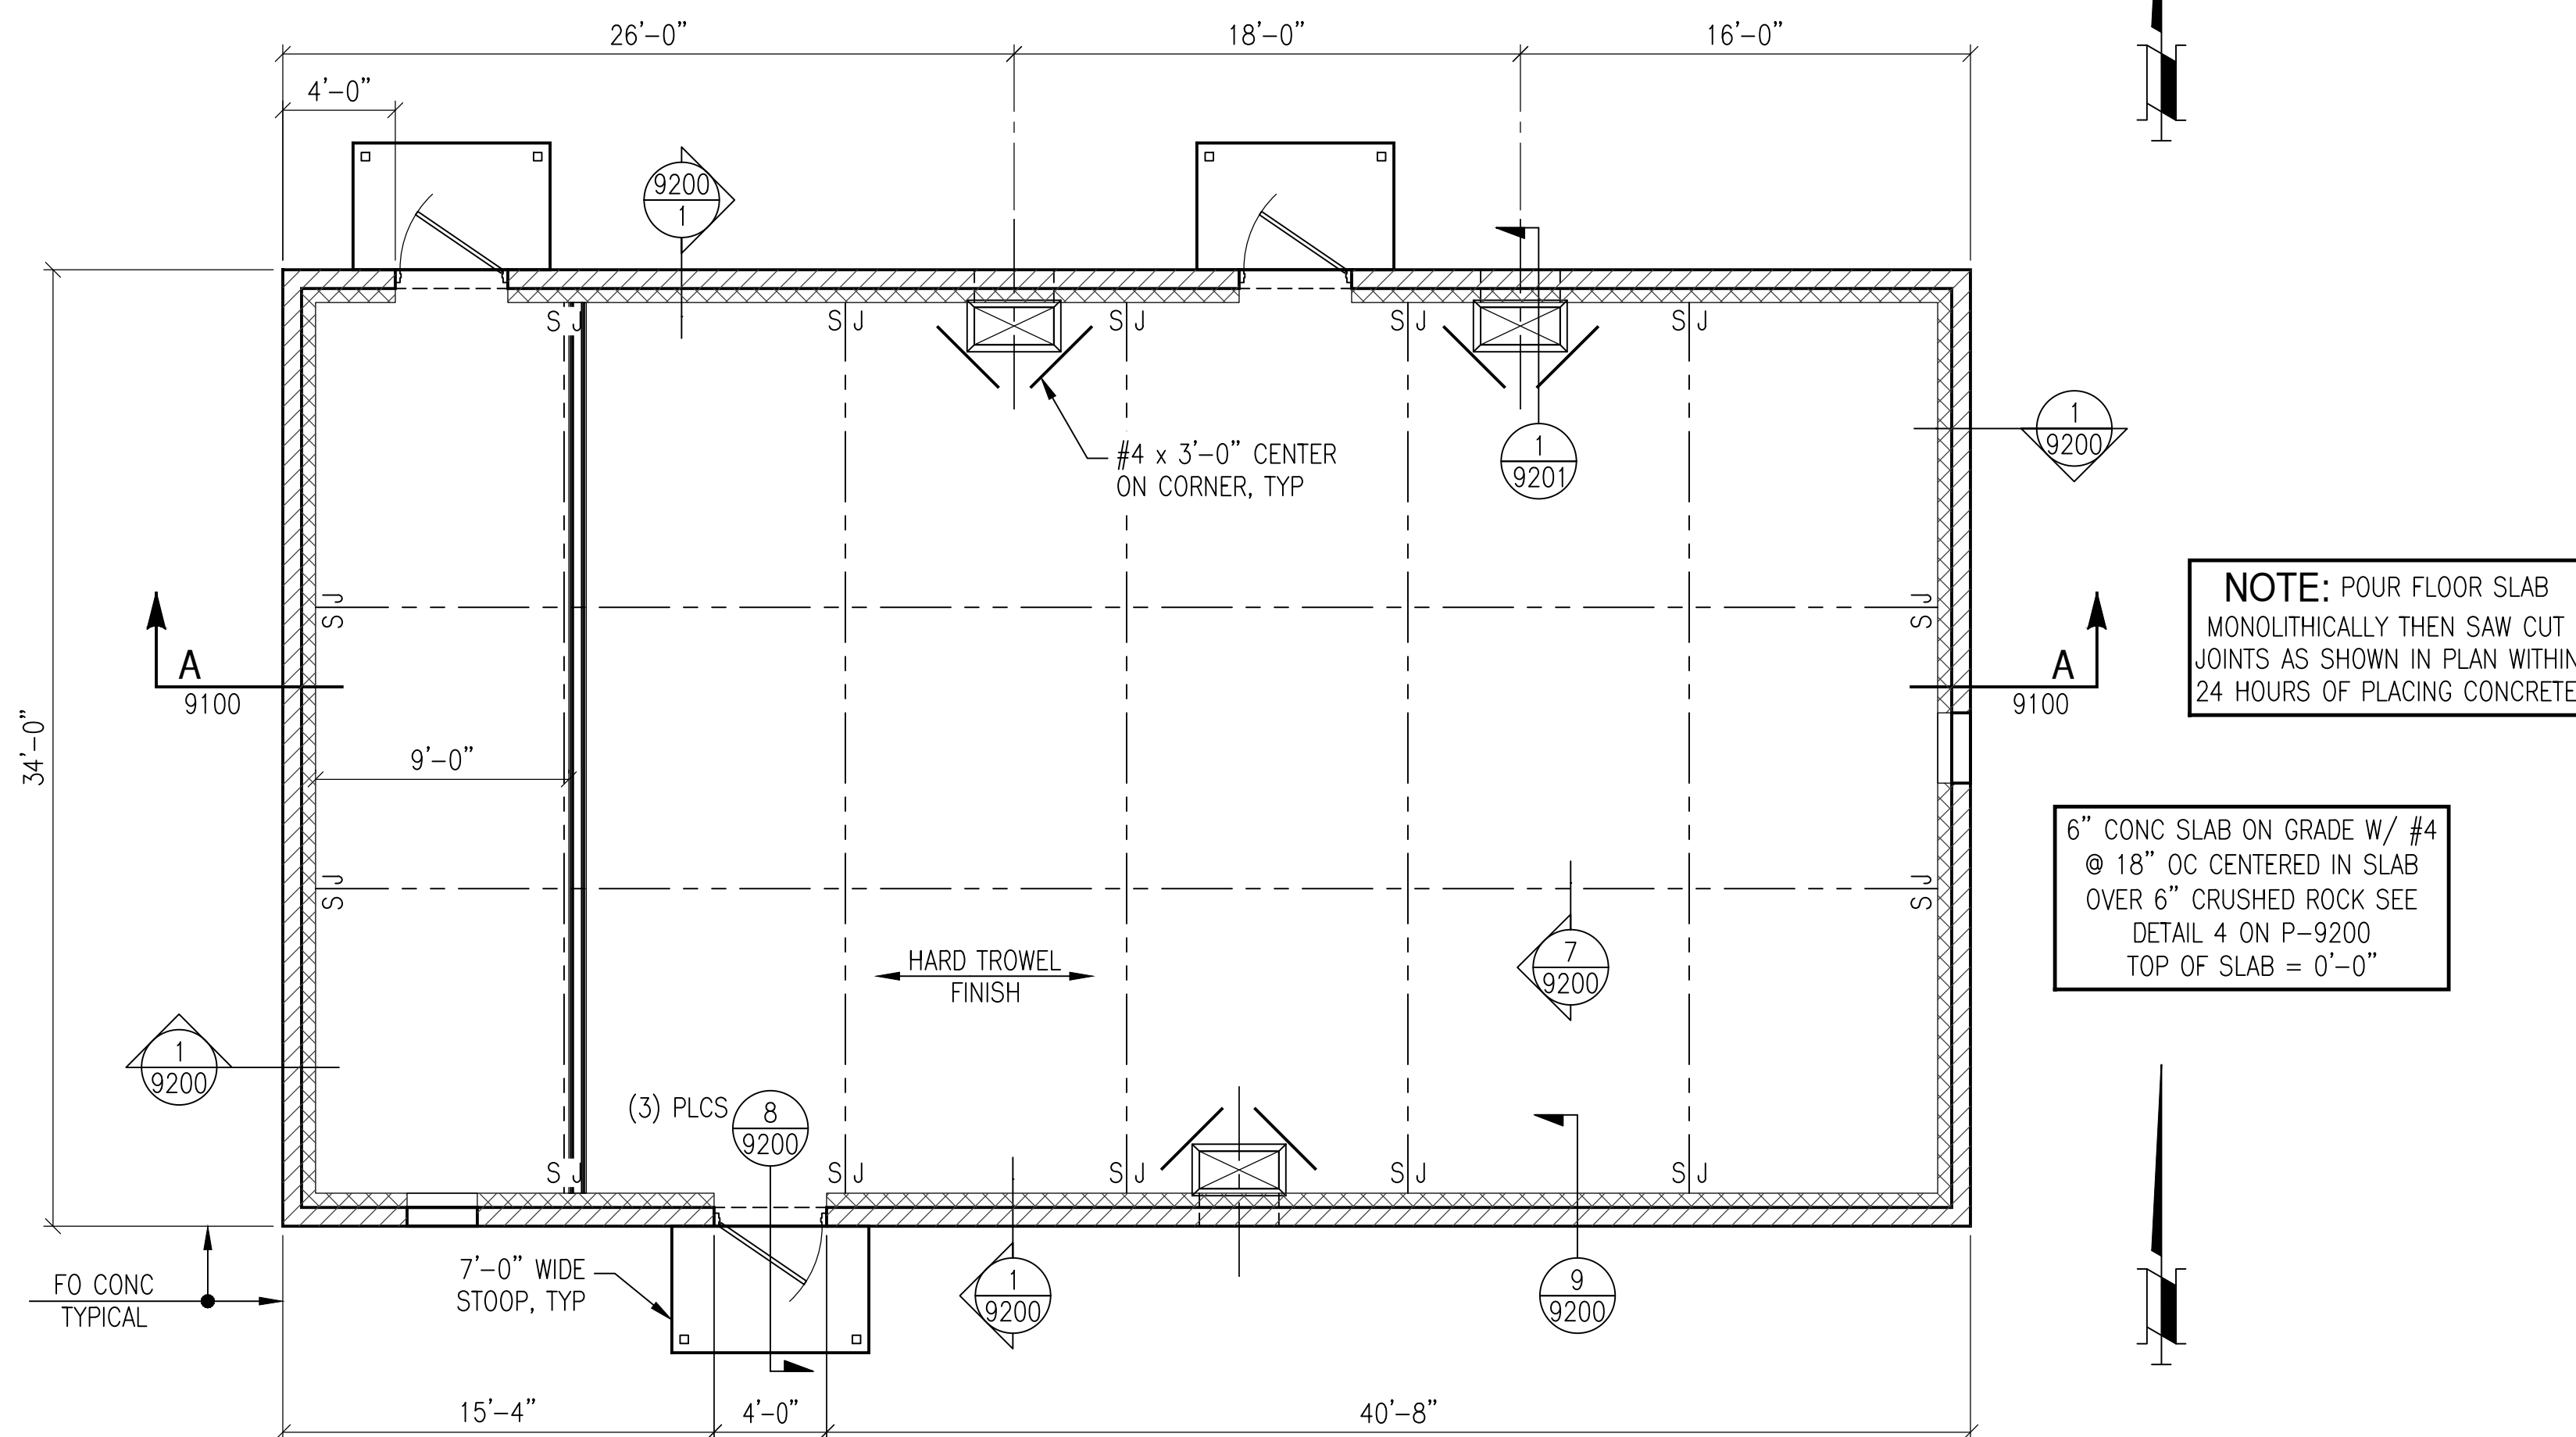 26'-0"
18'-0"
16'-0"
4'-0"
9200
1
S J
S J
S J
S J
S J
#4 x 3'-0" CENTER
ON CORNER, TYP
1
9201
1
9200
S J
S J
A
9100
A
9100
34'-0"
9'-0"
NOTE: POUR FLOOR SLAB
MONOLITHICALLY THEN SAW CUT
JOINTS AS SHOWN IN PLAN WITHIN
24 HOURS OF PLACING CONCRETE
6" CONC SLAB ON GRADE W/ #4
@ 18" OC CENTERED IN SLAB
OVER 6" CRUSHED ROCK SEE
DETAIL 4 ON P-9200
TOP OF SLAB = 0'-0"
S J
S J
HARD TROWEL
FINISH
7
9200
1
9200
(3) PLCS
8
9200
S J
S J
S J
S J
S J
FO CONC
TYPICAL
7'-0" WIDE
STOOP, TYP
1
9200
9
9200
15'-4"
4'-0"
40'-8"